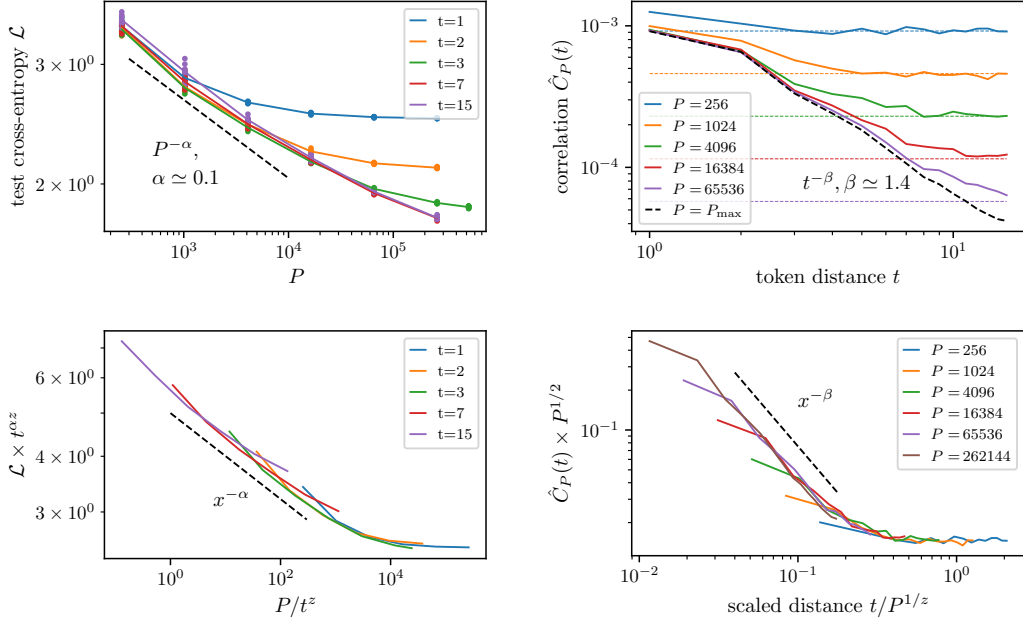 test cross-entropy ℒ
3 × 10⁰
2 × 10⁰
t=1
t=2
t=3
t=7
t=15
P^{−α},
α ≃ 0.1
10³
10⁴
10⁵
P
correlation Ĉ_P(t)
10⁻³
10⁻⁴
P = 256
P = 1024
P = 4096
P = 16384
P = 65536
P = P_max
t^{−β}, β ≃ 1.4
10⁰
10¹
token distance t
ℒ × t^{αz}
6 × 10⁰
4 × 10⁰
3 × 10⁰
t=1
t=2
t=3
t=7
t=15
x^{−α}
10⁰
10²
10⁴
P/t^z
Ĉ_P(t) × P^{1/2}
10⁻¹
x^{−β}
P = 256
P = 1024
P = 4096
P = 16384
P = 65536
P = 262144
10⁻²
10⁻¹
10⁰
scaled distance t/P^{1/z}